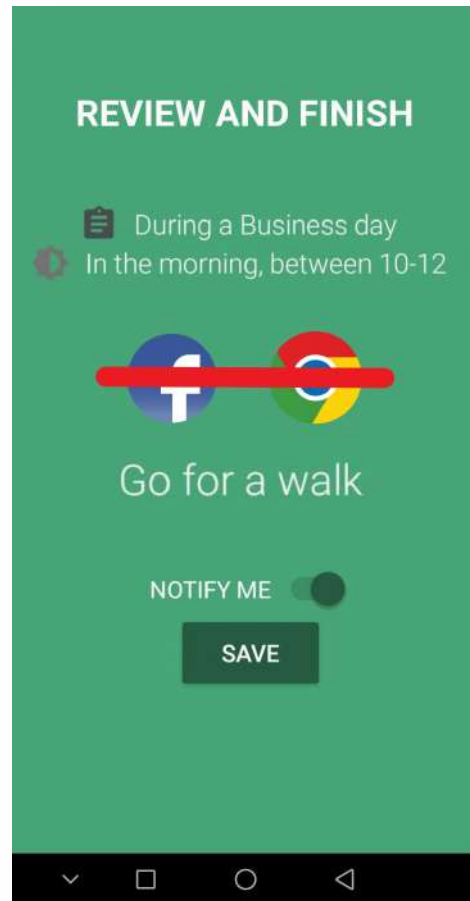 REVIEW AND FINISH
During a Business day
In the morning, between 10-12
Go for a walk
NOTIFY ME
SAVE